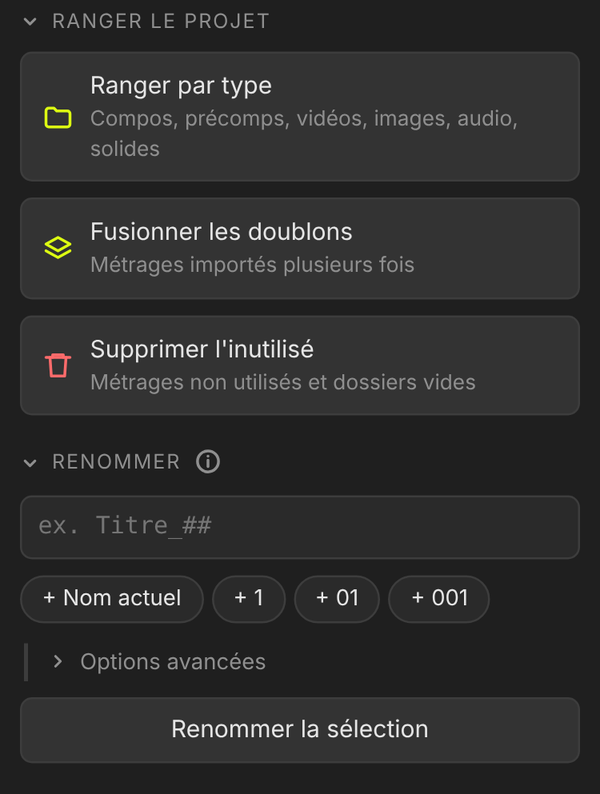 RANGER LE PROJET
Ranger par type
Compos, précomps, vidéos, images, audio,
solides
Fusionner les doublons
Métrages importés plusieurs fois
Supprimer l'inutilisé
Métrages non utilisés et dossiers vides
RENOMMER
ex. Titre_##
+ Nom actuel + 1 + 01 + 001
Options avancées
Renommer la sélection